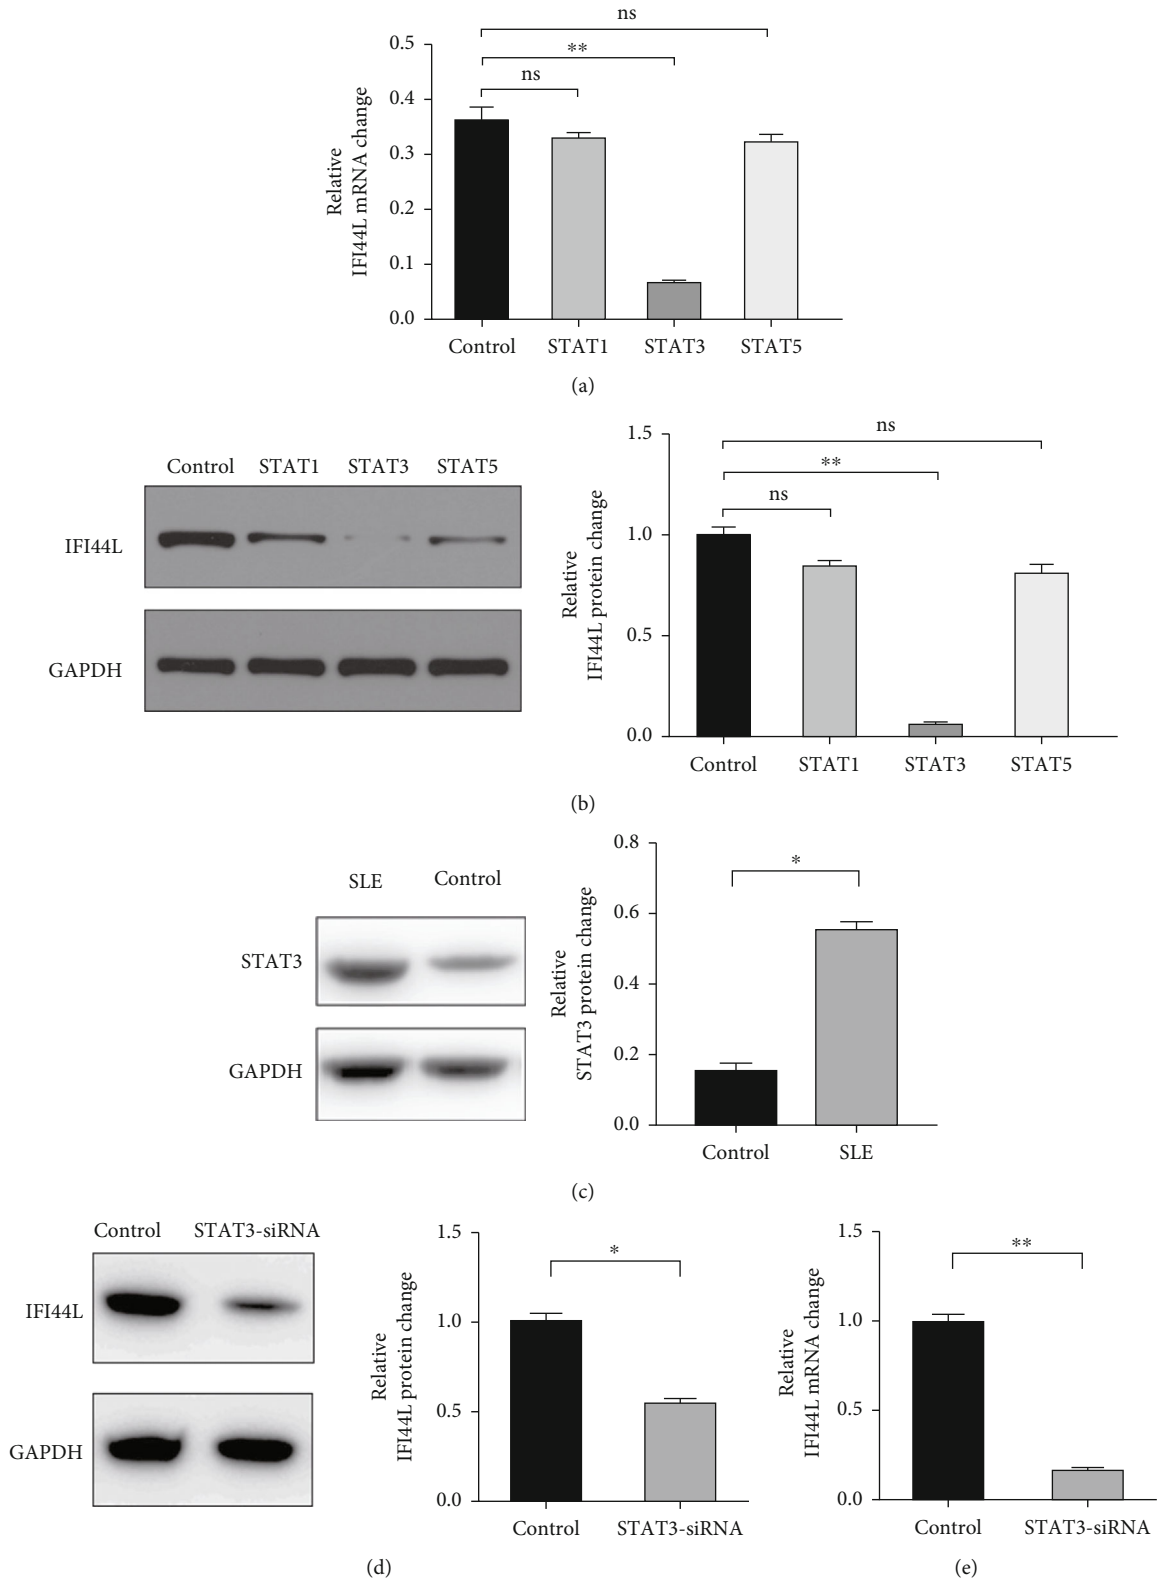 ns
**
ns
0.5
0.4
0.3
0.2
0.1
0.0
Relative
IFI44L mRNA change
Control STAT1 STAT3 STAT5
(a)
Control STAT1 STAT3 STAT5
IFI44L
GAPDH
ns
**
ns
1.5
1.0
0.5
0.0
Relative
IFI44L protein change
Control STAT1 STAT3 STAT5
(b)
SLE Control
STAT3
GAPDH
*
0.8
0.6
0.4
0.2
0.0
Relative
STAT3 protein change
Control SLE
(c)
Control STAT3-siRNA
IFI44L
GAPDH
*
1.5
1.0
0.5
0.0
Relative
IFI44L protein change
Control STAT3-siRNA
(d)
**
1.5
1.0
0.5
0.0
Relative
IFI44L mRNA change
Control STAT3-siRNA
(e)